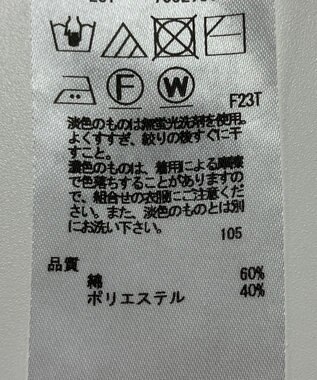 F
W
F23T
淡色のものは無蛍光洗剤を使用。
よくすすぎ、絞りの後すぐに干
すこと。
濃色のものは、着用による摩擦
で色落ちすることがありますの
で、組合せの衣服にご注意くだ
さい。また、淡色のものとは別
にお洗い下さい。
105
品質
綿 60%
ポリエステル 40%